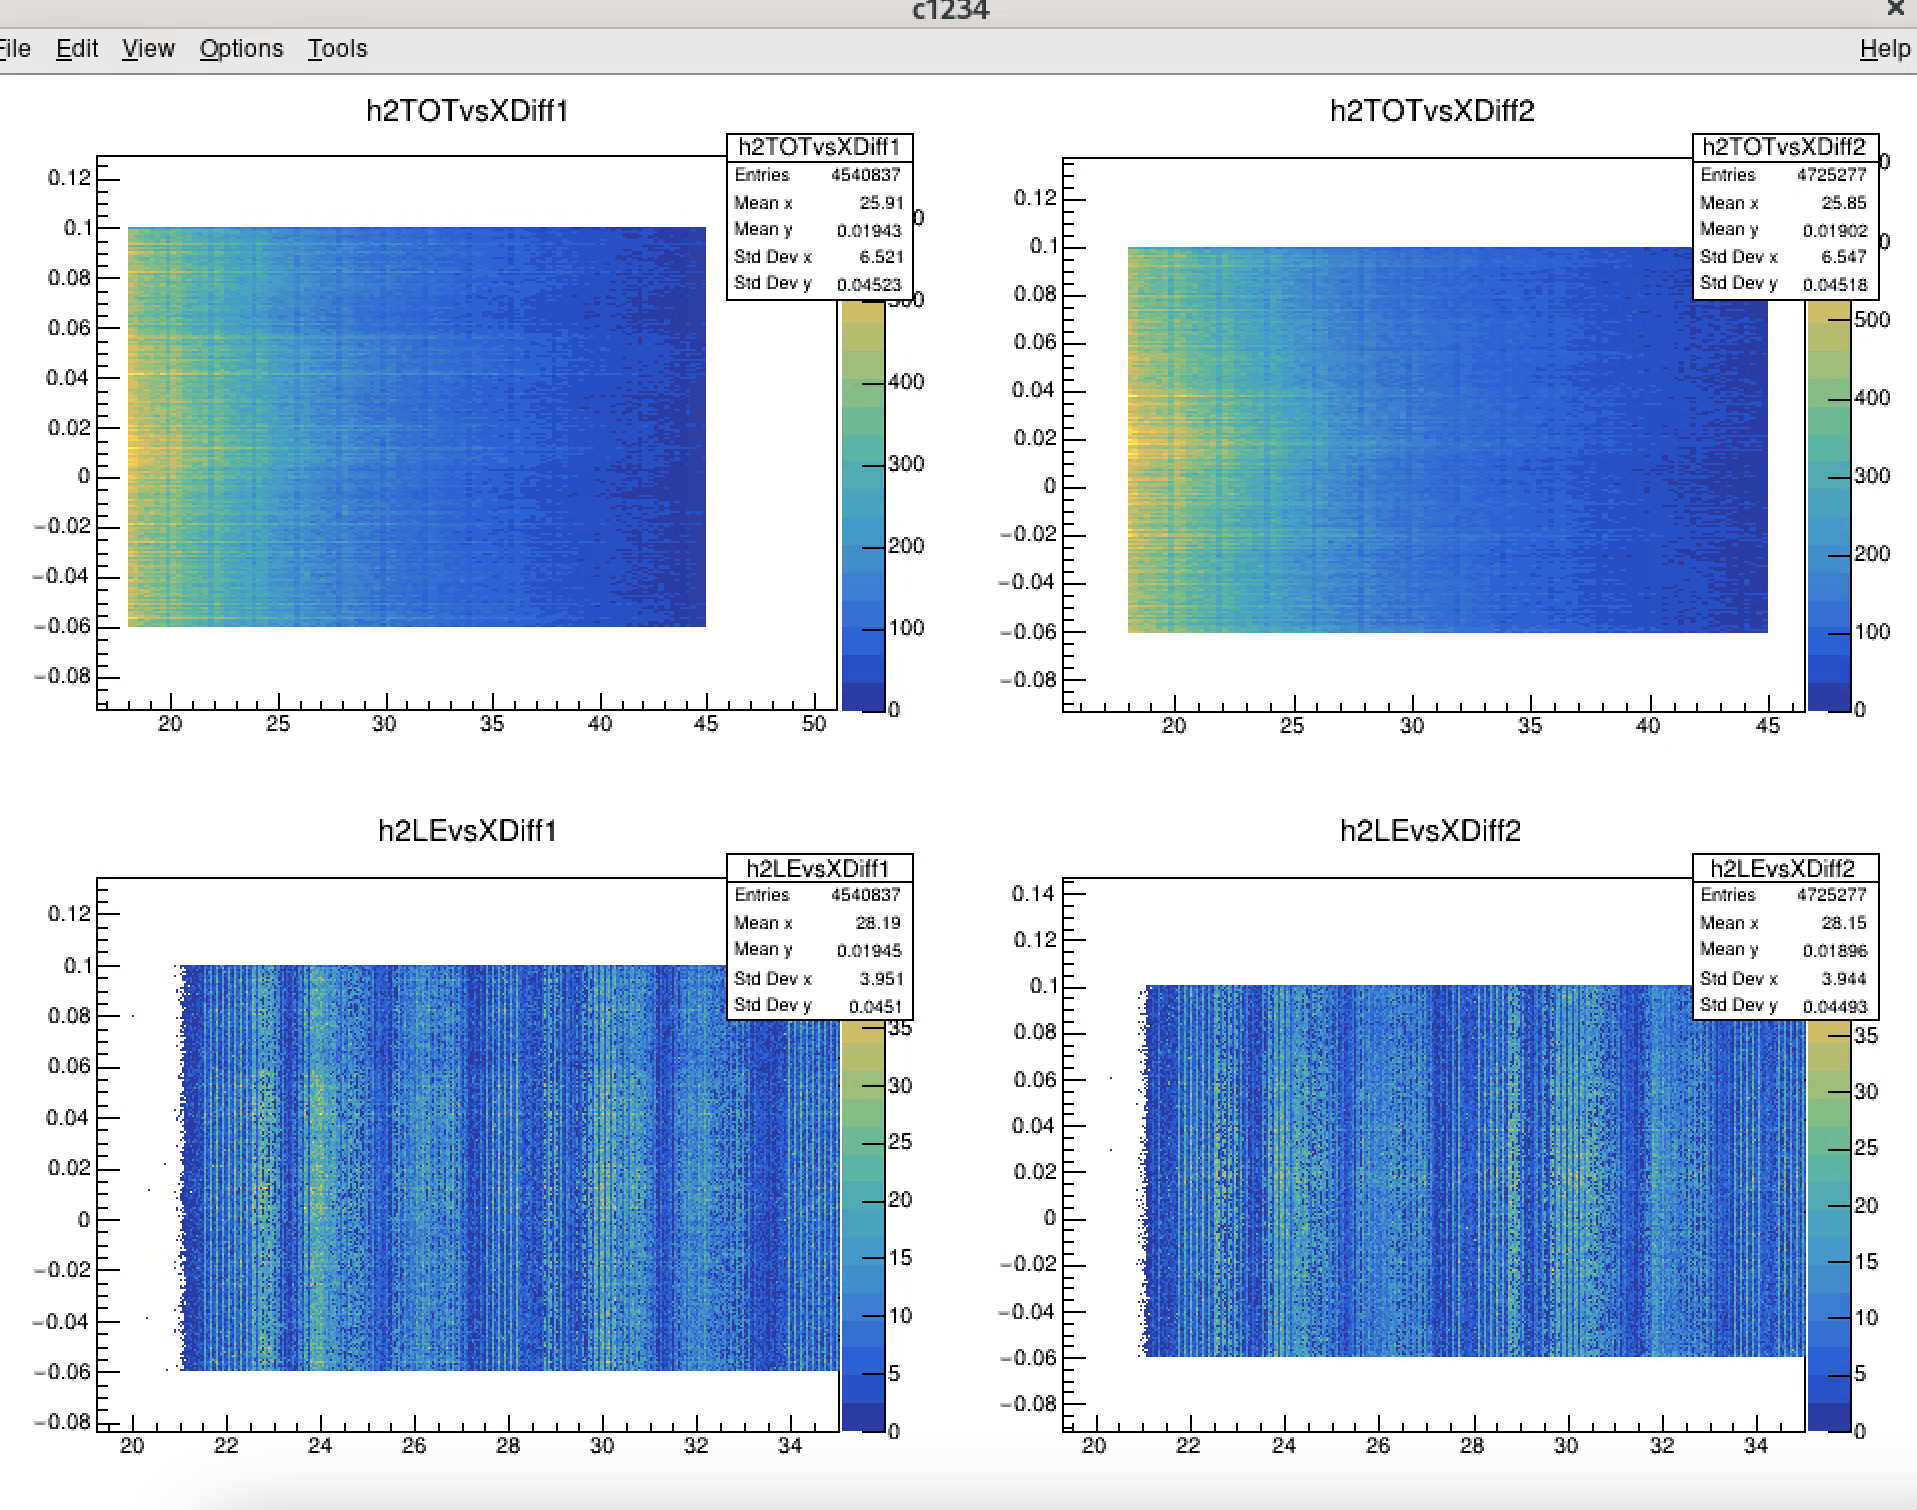 c1234 ×
File Edit View Options Tools Help
h2TOTvsXDiff1
h2TOTvsXDiff1
Entries 4540837
Mean x 25.91
Mean y 0.01943
Std Dev x 6.521
Std Dev y 0.04523
0.12
0.1
0.08
0.06
0.04
0.02
0
−0.02
−0.04
−0.06
−0.08
20 25 30 35 40 45 50
0
400
300
200
100
0
h2TOTvsXDiff2
h2TOTvsXDiff2
Entries 4725277
Mean x 25.85
Mean y 0.01902
Std Dev x 6.547
Std Dev y 0.04518
0.12
0.1
0.08
0.06
0.04
0.02
0
−0.02
−0.04
−0.06
−0.08
20 25 30 35 40 45
0
0
500
400
300
200
100
0
h2LEvsXDiff1
h2LEvsXDiff1
Entries 4540837
Mean x 28.19
Mean y 0.01945
Std Dev x 3.951
Std Dev y 0.0451
0.12
0.1
0.08
0.06
0.04
0.02
0
−0.02
−0.04
−0.06
−0.08
20 22 24 26 28 30 32 34
35
30
25
20
15
10
5
0
h2LEvsXDiff2
h2LEvsXDiff2
Entries 4725277
Mean x 28.15
Mean y 0.01896
Std Dev x 3.944
Std Dev y 0.04493
0.14
0.12
0.1
0.08
0.06
0.04
0.02
0
−0.02
−0.04
−0.06
−0.08
20 22 24 26 28 30 32 34
35
30
25
20
15
10
5
0